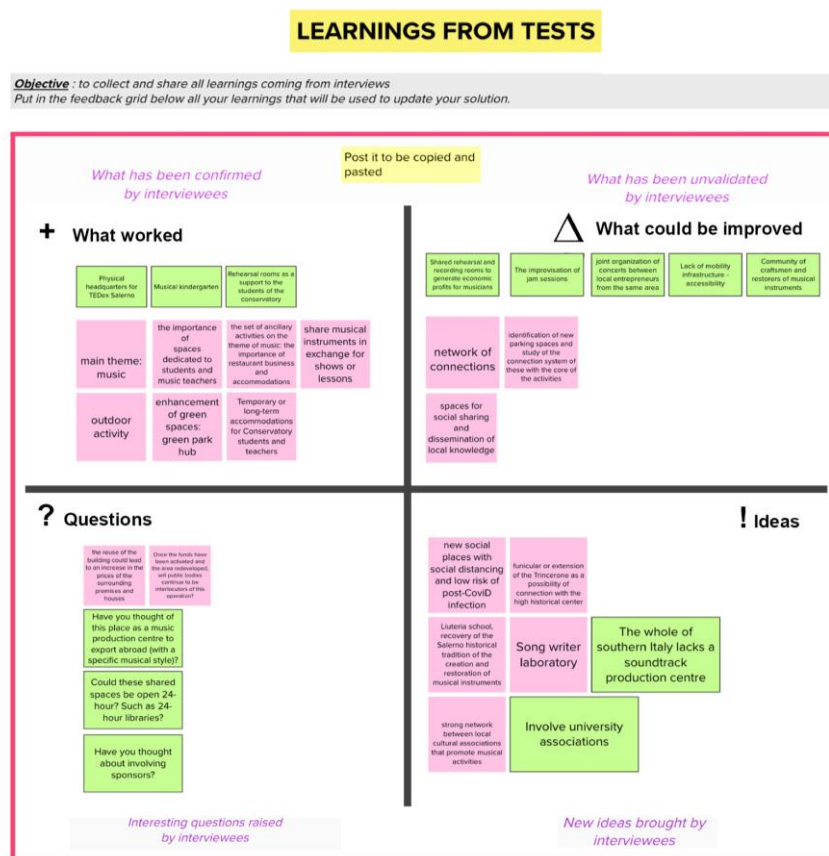 LEARNINGS FROM TESTS
Objective : to collect and share all learnings coming from interviews
Put in the feedback grid below all your learnings that will be used to update your solution.
Post it to be copied and
pasted
What has been confirmed
by interviewees
+ What worked
Physical
headquarters for
TEDex Salerno
Musical kindergarten
Rehearsal rooms as a
support to the
students of the
conservatory
main theme:
music
the importance
of
spaces
dedicated to
students and
music teachers
the set of ancillary
activities on the
theme of music: the
importance of
restaurant business
and
accommodations
share musical
instruments in
exchange for
shows or
lessons
outdoor
activity
enhancement of
green spaces:
green park
hub
Temporary or
long-term
accommodations
for Conservatory
students and
teachers
What has been unvalidated
by interviewees
Δ What could be improved
Shared rehearsal and
recording rooms to
generate economic
profits for musicians
The improvisation of
jam sessions
joint organization of
concerts between
local entrepreneurs
from the same area
Lack of mobility
infrastructure -
accessibility
Community of
craftsmen and
restorers of musical
instruments
network of
connections
identification of new
parking spaces and
study of the
connection system of
these with the core of
the activities
spaces for
social sharing
and
dissemination of
local knowledge
? Questions
the reuse of the
building could lead
to an increase in the
prices of the
surrounding
premises and
houses
Once the funds have
been activated and
the area redeveloped,
will public bodies
continue to be
interlocutors of this
operation?
Have you thought of
this place as a music
production centre to
export abroad (with a
specific musical style)?
Could these shared
spaces be open 24-
hour? Such as 24-
hour libraries?
Have you thought
about involving
sponsors?
Interesting questions raised
by interviewees
! Ideas
new social
places with
social distancing
and low risk of
post-CoviD
infection
funicular or extension
of the Trincerone as a
possibility of
connection with the
high historical center
Liuteria school,
recovery of the
Salerno historical
tradition of the
creation and
restoration of
musical instruments
Song writer
laboratory
The whole of
southern Italy lacks a
soundtrack
production centre
strong network
between local
cultural associations
that promote musical
activities
Involve university
associations
New ideas brought by
interviewees